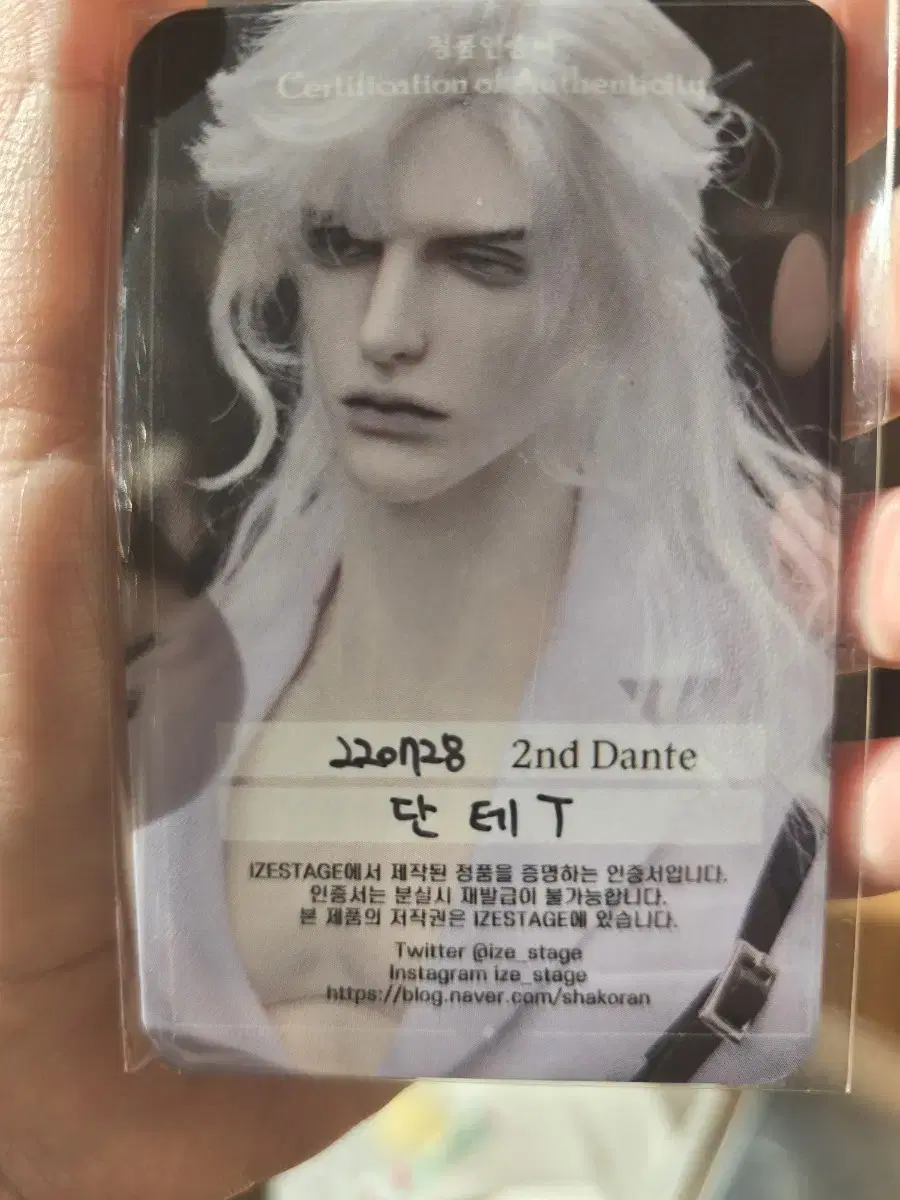 정품인증서
Certification of Authenticity
220728 2nd Dante
단테 T
IZESTAGE에서 제작된 정품을 증명하는 인증서입니다.
인증서는 분실시 재발급이 불가능합니다.
본 제품의 저작권은 IZESTAGE에 있습니다.
Twitter @ize_stage
Instagram ize_stage
https://blog.naver.com/shakoran